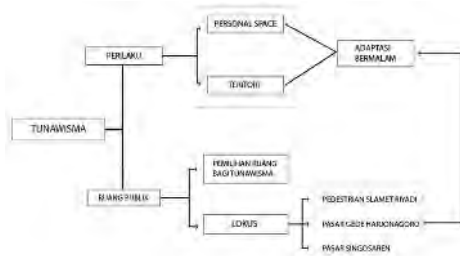 PERSONAL SPACE
PERILAKU
ADAPTASI
BERMALAM
TERITORI
TUNAWISMA
PEMILIHAN RUANG
BAGI TUNAWISMA
RUANG PUBLIK
PEDESTRIAN SLAMET RIYADI
LOKUS
PASAR GEDE HARJONAGORO
PASAR SINGOSAREN